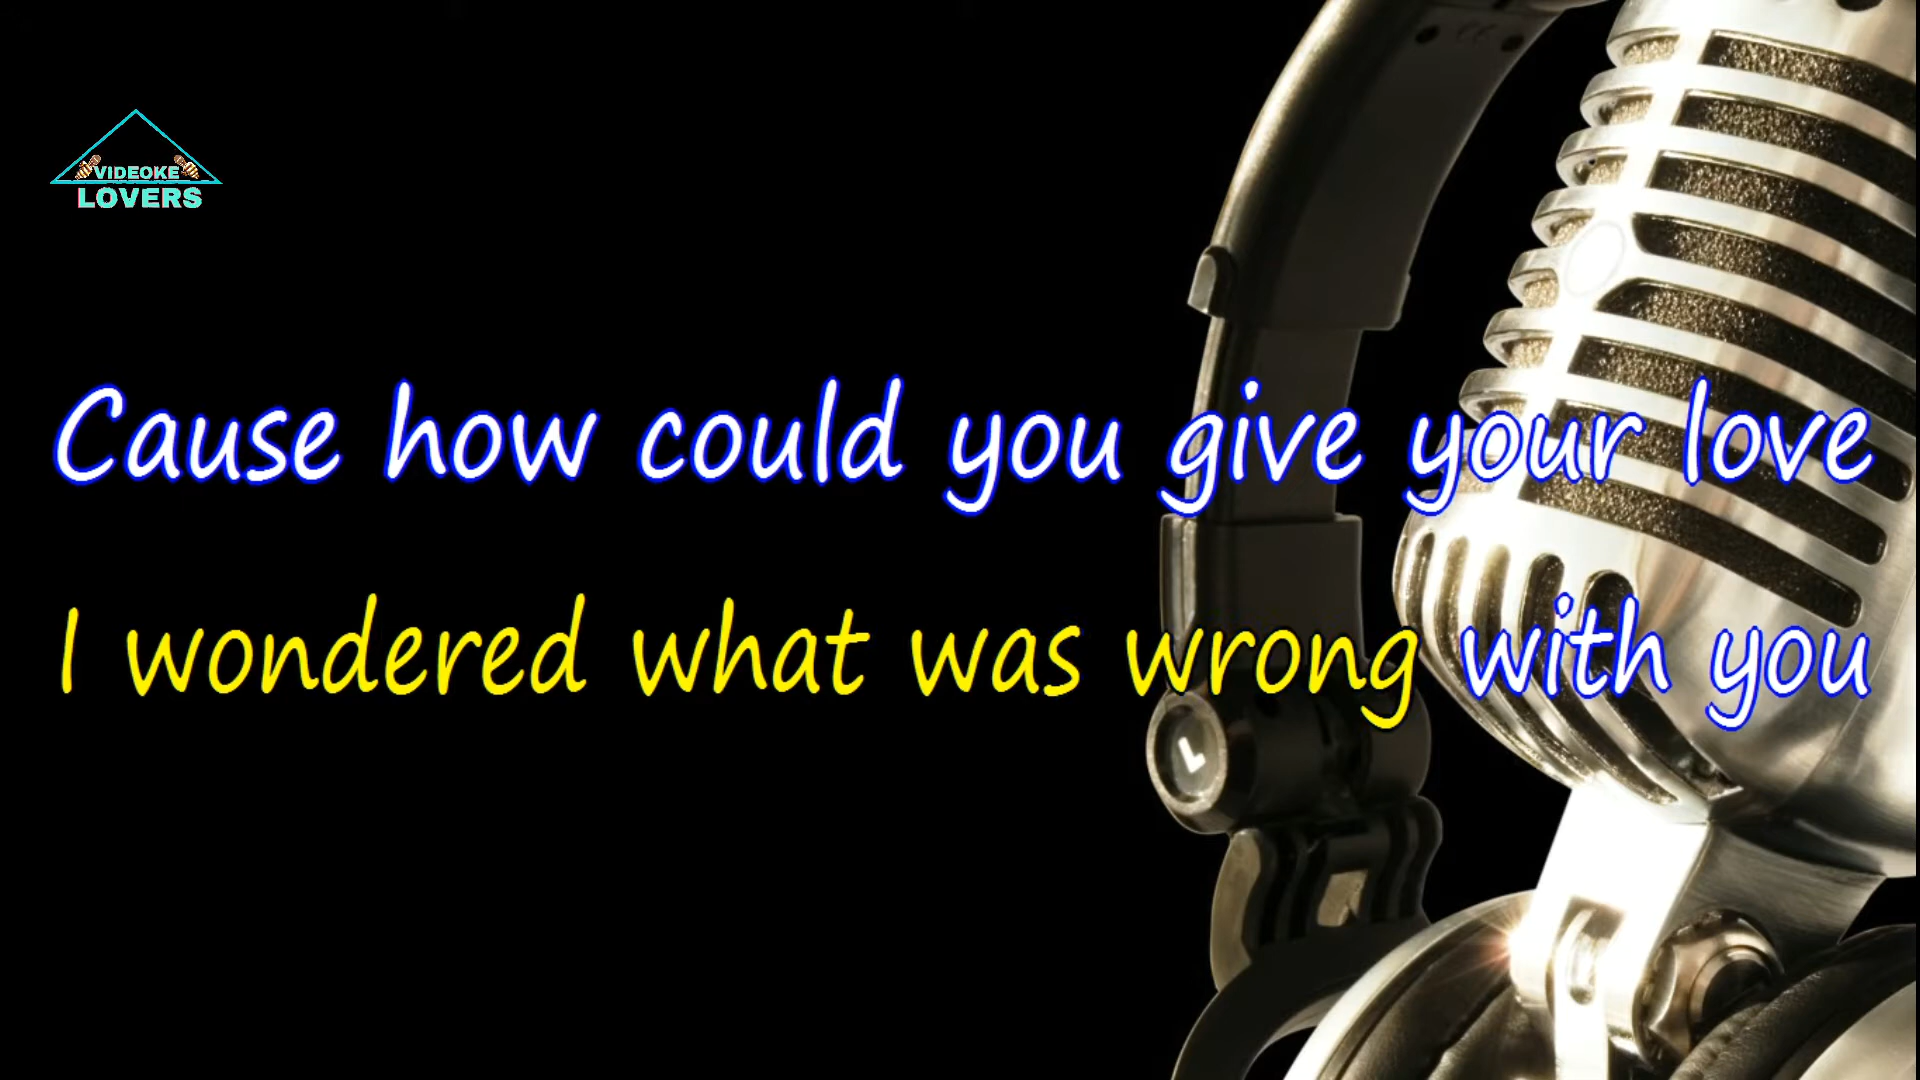 VIDEOKE
LOVERS
Cause how could you give your love
I wondered what was wrong with you
L